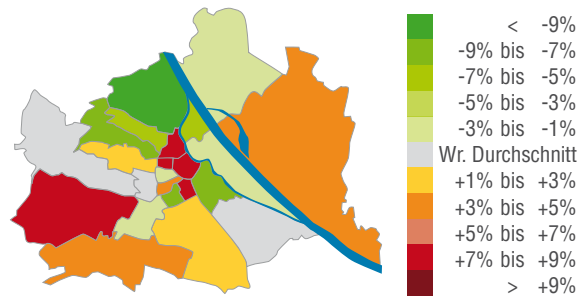 < -9%
-9% bis -7%
-7% bis -5%
-5% bis -3%
-3% bis -1%
Wr. Durchschnitt
+1% bis +3%
+3% bis +5%
+5% bis +7%
+7% bis +9%
> +9%